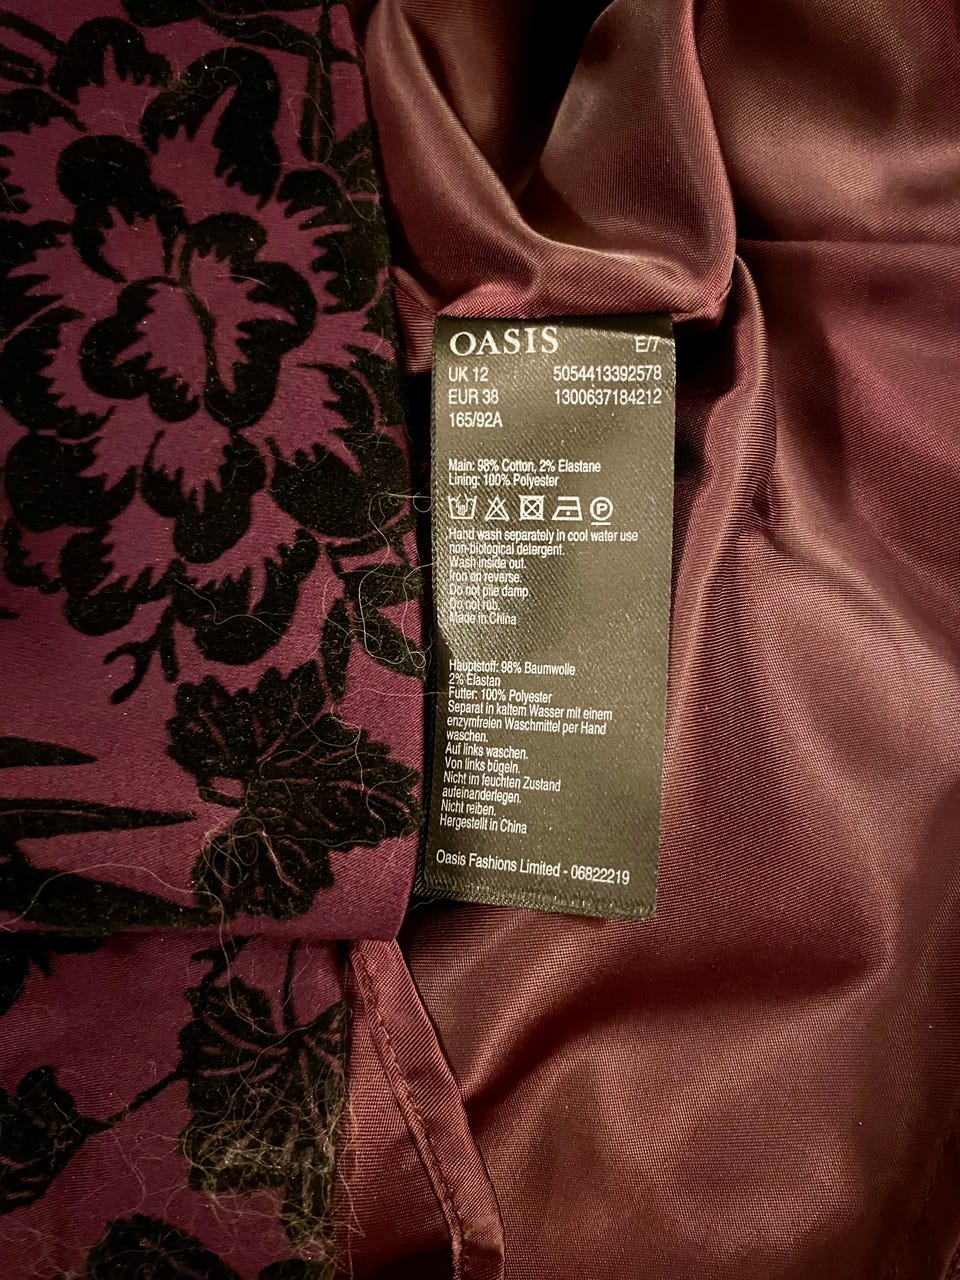 OASIS E/7
UK 12 5054413392578
EUR 38 1300637184212
165/92A
Main: 98% Cotton, 2% Elastane
Lining: 100% Polyester
P
Hand wash separately in cool water use
non-biological detergent.
Wash inside out.
Iron on reverse.
Do not pile damp.
Do not rub.
Made in China
Hauptstoff: 98% Baumwolle
2% Elastan
Futter: 100% Polyester
Separat in kaltem Wasser mit einem
enzymfreien Waschmittel per Hand
waschen.
Auf links waschen.
Von links bügeln.
Nicht im feuchten Zustand
aufeinanderlegen.
Nicht reiben.
Hergestellt in China
Oasis Fashions Limited - 06822219